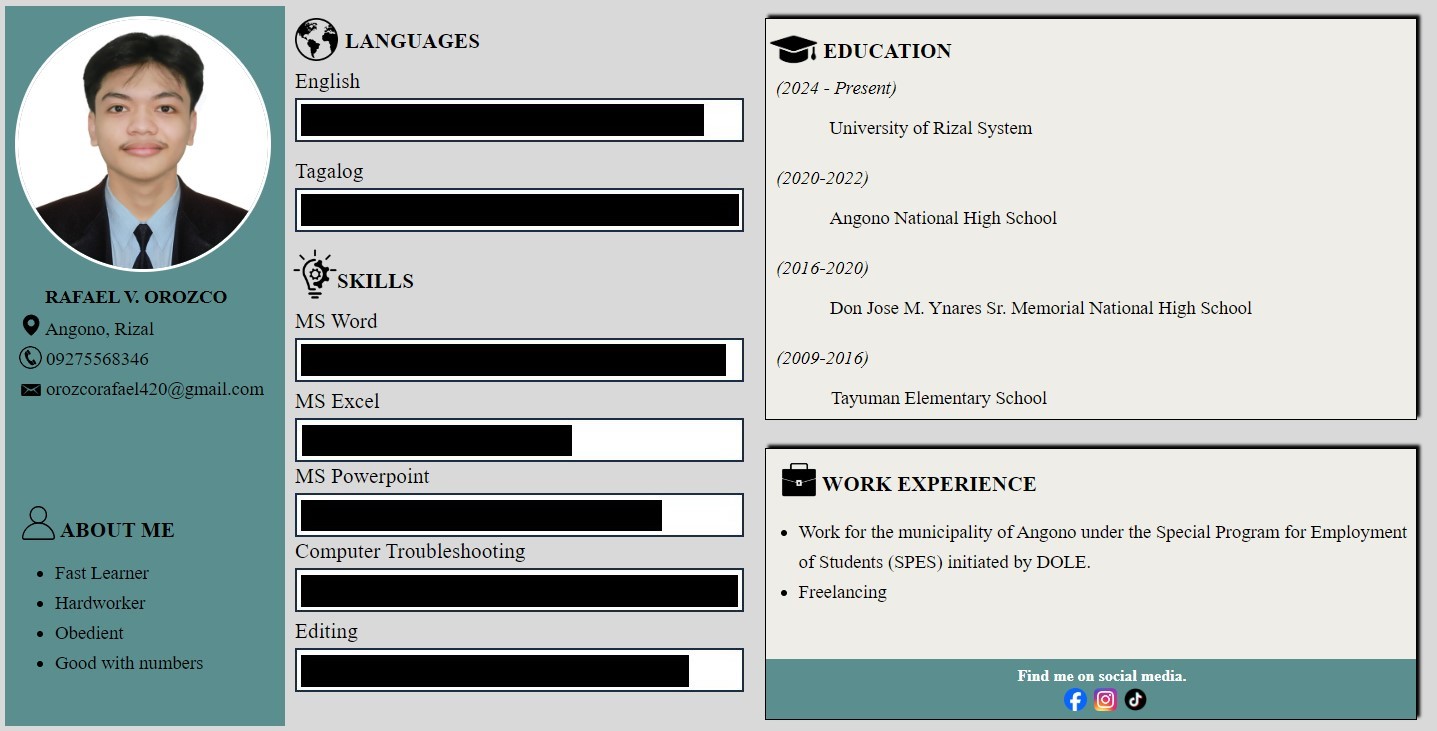 RAFAEL V. OROZCO
Angono, Rizal
09275568346
orozcorafael420@gmail.com
ABOUT ME
Fast Learner
Hardworker
Obedient
Good with numbers
LANGUAGES
English
Tagalog
SKILLS
MS Word
MS Excel
MS Powerpoint
Computer Troubleshooting
Editing
EDUCATION
(2024 - Present)
University of Rizal System
(2020-2022)
Angono National High School
(2016-2020)
Don Jose M. Ynares Sr. Memorial National High School
(2009-2016)
Tayuman Elementary School
WORK EXPERIENCE
Work for the municipality of Angono under the Special Program for Employment
of Students (SPES) initiated by DOLE.
Freelancing
Find me on social media.